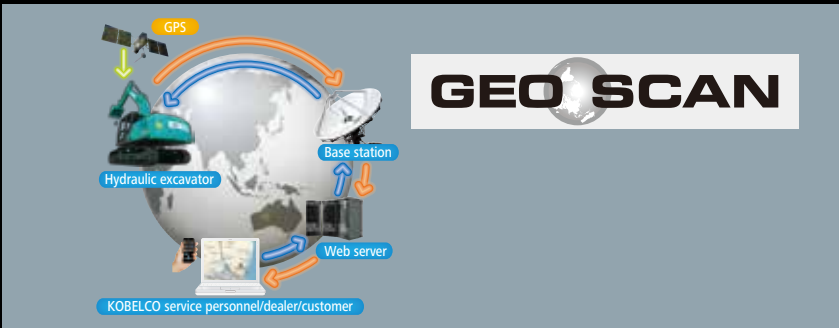 GPS
GEO SCAN
Base station
Hydraulic excavator
Web server
KOBELCO service personnel/dealer/customer